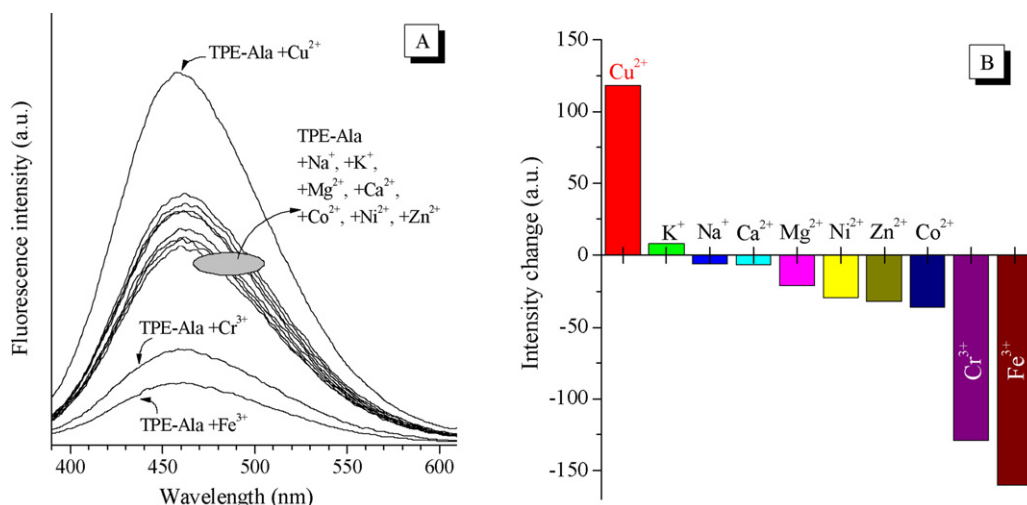 A
TPE-Ala +Cu²⁺
TPE-Ala
+Na⁺, +K⁺,
+Mg²⁺, +Ca²⁺,
+Co²⁺, +Ni²⁺, +Zn²⁺
TPE-Ala +Cr³⁺
TPE-Ala +Fe³⁺
Fluorescence intensity (a.u.)
400 450 500 550 600
Wavelength (nm)
B
150
100
50
0
-50
-100
-150
Intensity change (a.u.)
Cu²⁺
K⁺ Na⁺ Ca²⁺ Mg²⁺ Ni²⁺ Zn²⁺ Co²⁺
Cr³⁺
Fe³⁺